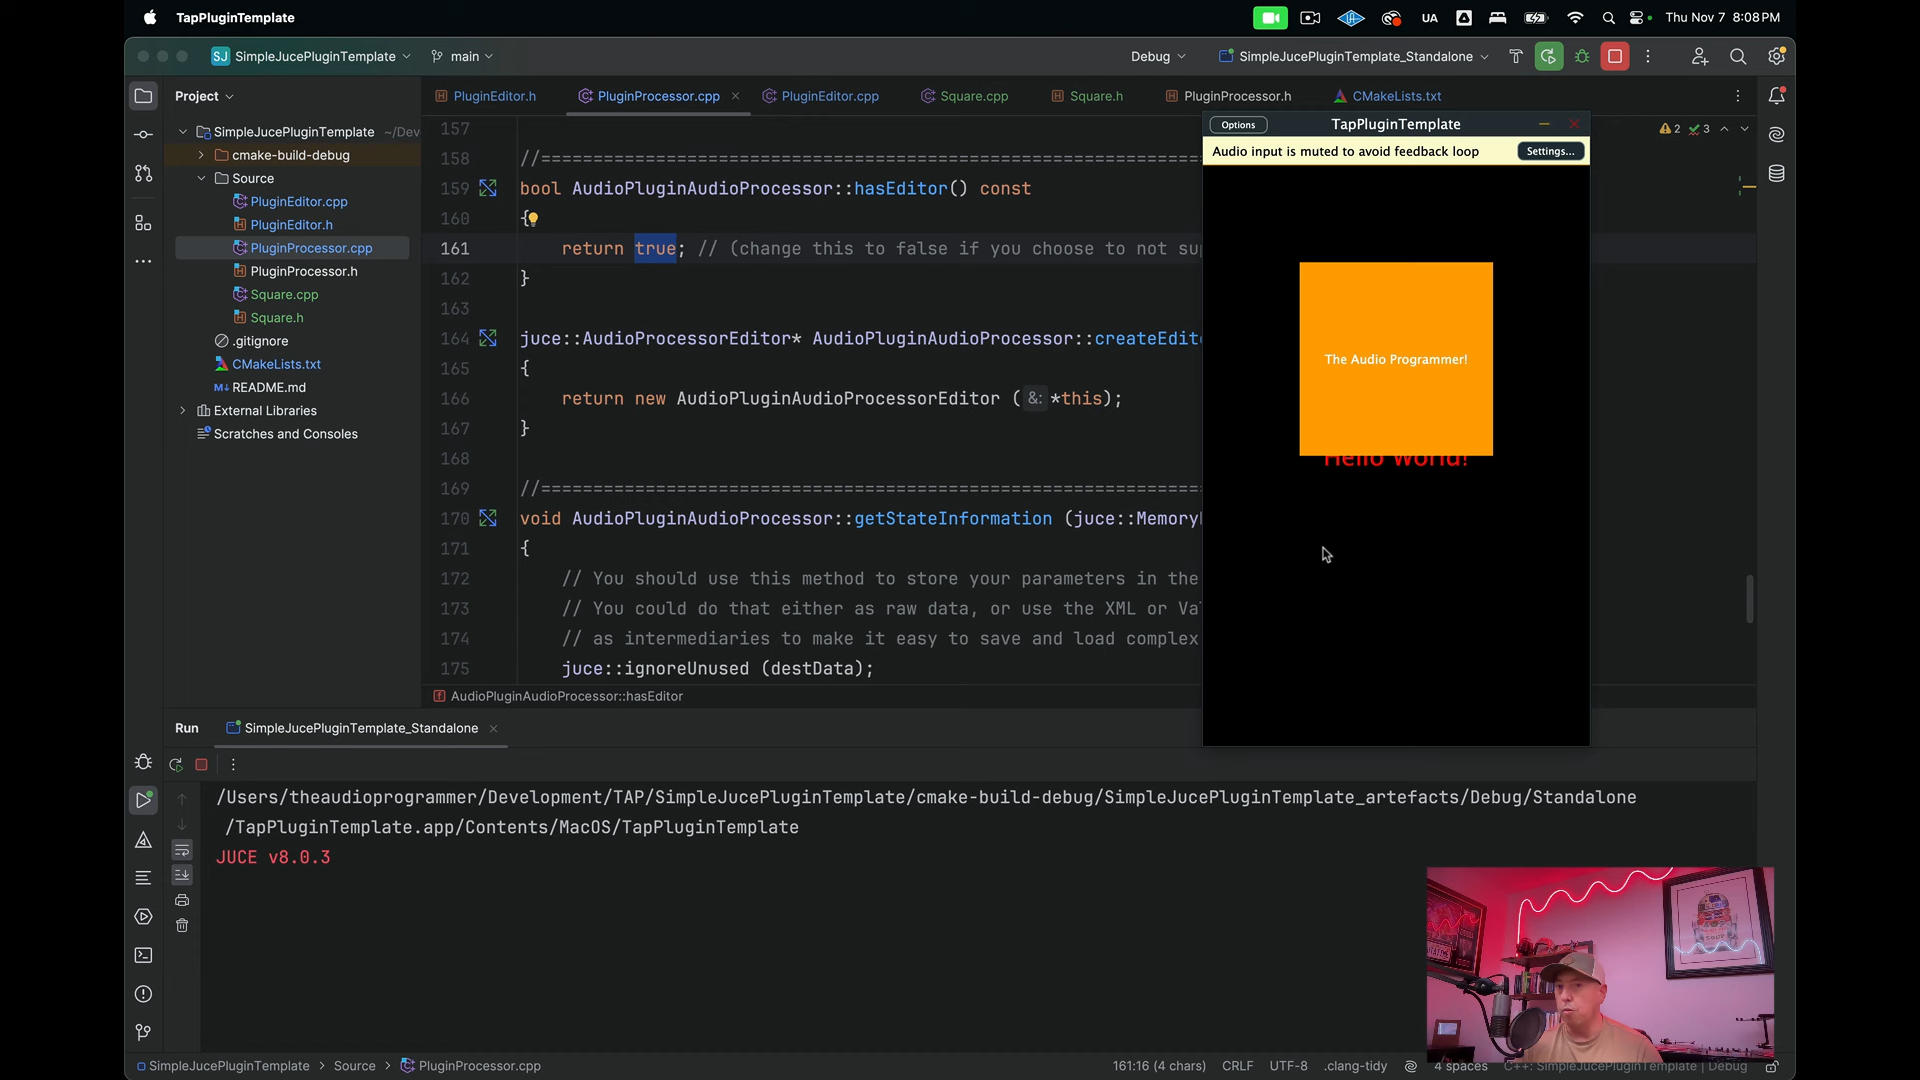 TapPluginTemplate
UA
Thu Nov 7 8:08 PM
SJ SimpleJucePluginTemplate
main
Debug
SimpleJucePluginTemplate_Standalone
Project
PluginEditor.h
PluginProcessor.cpp
PluginEditor.cpp
Square.cpp
Square.h
PluginProcessor.h
CMakeLists.txt
SimpleJucePluginTemplate ~/Dev
cmake-build-debug
Source
PluginEditor.cpp
PluginEditor.h
PluginProcessor.cpp
PluginProcessor.h
Square.cpp
Square.h
.gitignore
CMakeLists.txt
M↓ README.md
External Libraries
Scratches and Consoles
157
158 //===============================================================
159 bool AudioPluginAudioProcessor::hasEditor() const
160 {
161 return true; // (change this to false if you choose to not su
162 }
163
164 juce::AudioProcessorEditor* AudioPluginAudioProcessor::createEdit
165 {
166 return new AudioPluginAudioProcessorEditor ( &: *this);
167 }
168
169 //===============================================================
170 void AudioPluginAudioProcessor::getStateInformation (juce::Memory
171 {
172 // You should use this method to store your parameters in the
173 // You could do that either as raw data, or use the XML or Va
174 // as intermediaries to make it easy to save and load complex
175 juce::ignoreUnused (destData);
2 3
AudioPluginAudioProcessor::hasEditor
Options
TapPluginTemplate
Audio input is muted to avoid feedback loop
Settings...
The Audio Programmer!
Hello World!
Run
SimpleJucePluginTemplate_Standalone
/Users/theaudioprogrammer/Development/TAP/SimpleJucePluginTemplate/cmake-build-debug/SimpleJucePluginTemplate_artefacts/Debug/Standalone
/TapPluginTemplate.app/Contents/MacOS/TapPluginTemplate
JUCE v8.0.3
SimpleJucePluginTemplate > Source > PluginProcessor.cpp
161:16 (4 chars)
CRLF
UTF-8
.clang-tidy
4 spaces
C++: SimpleJucePluginTemplate | Debug